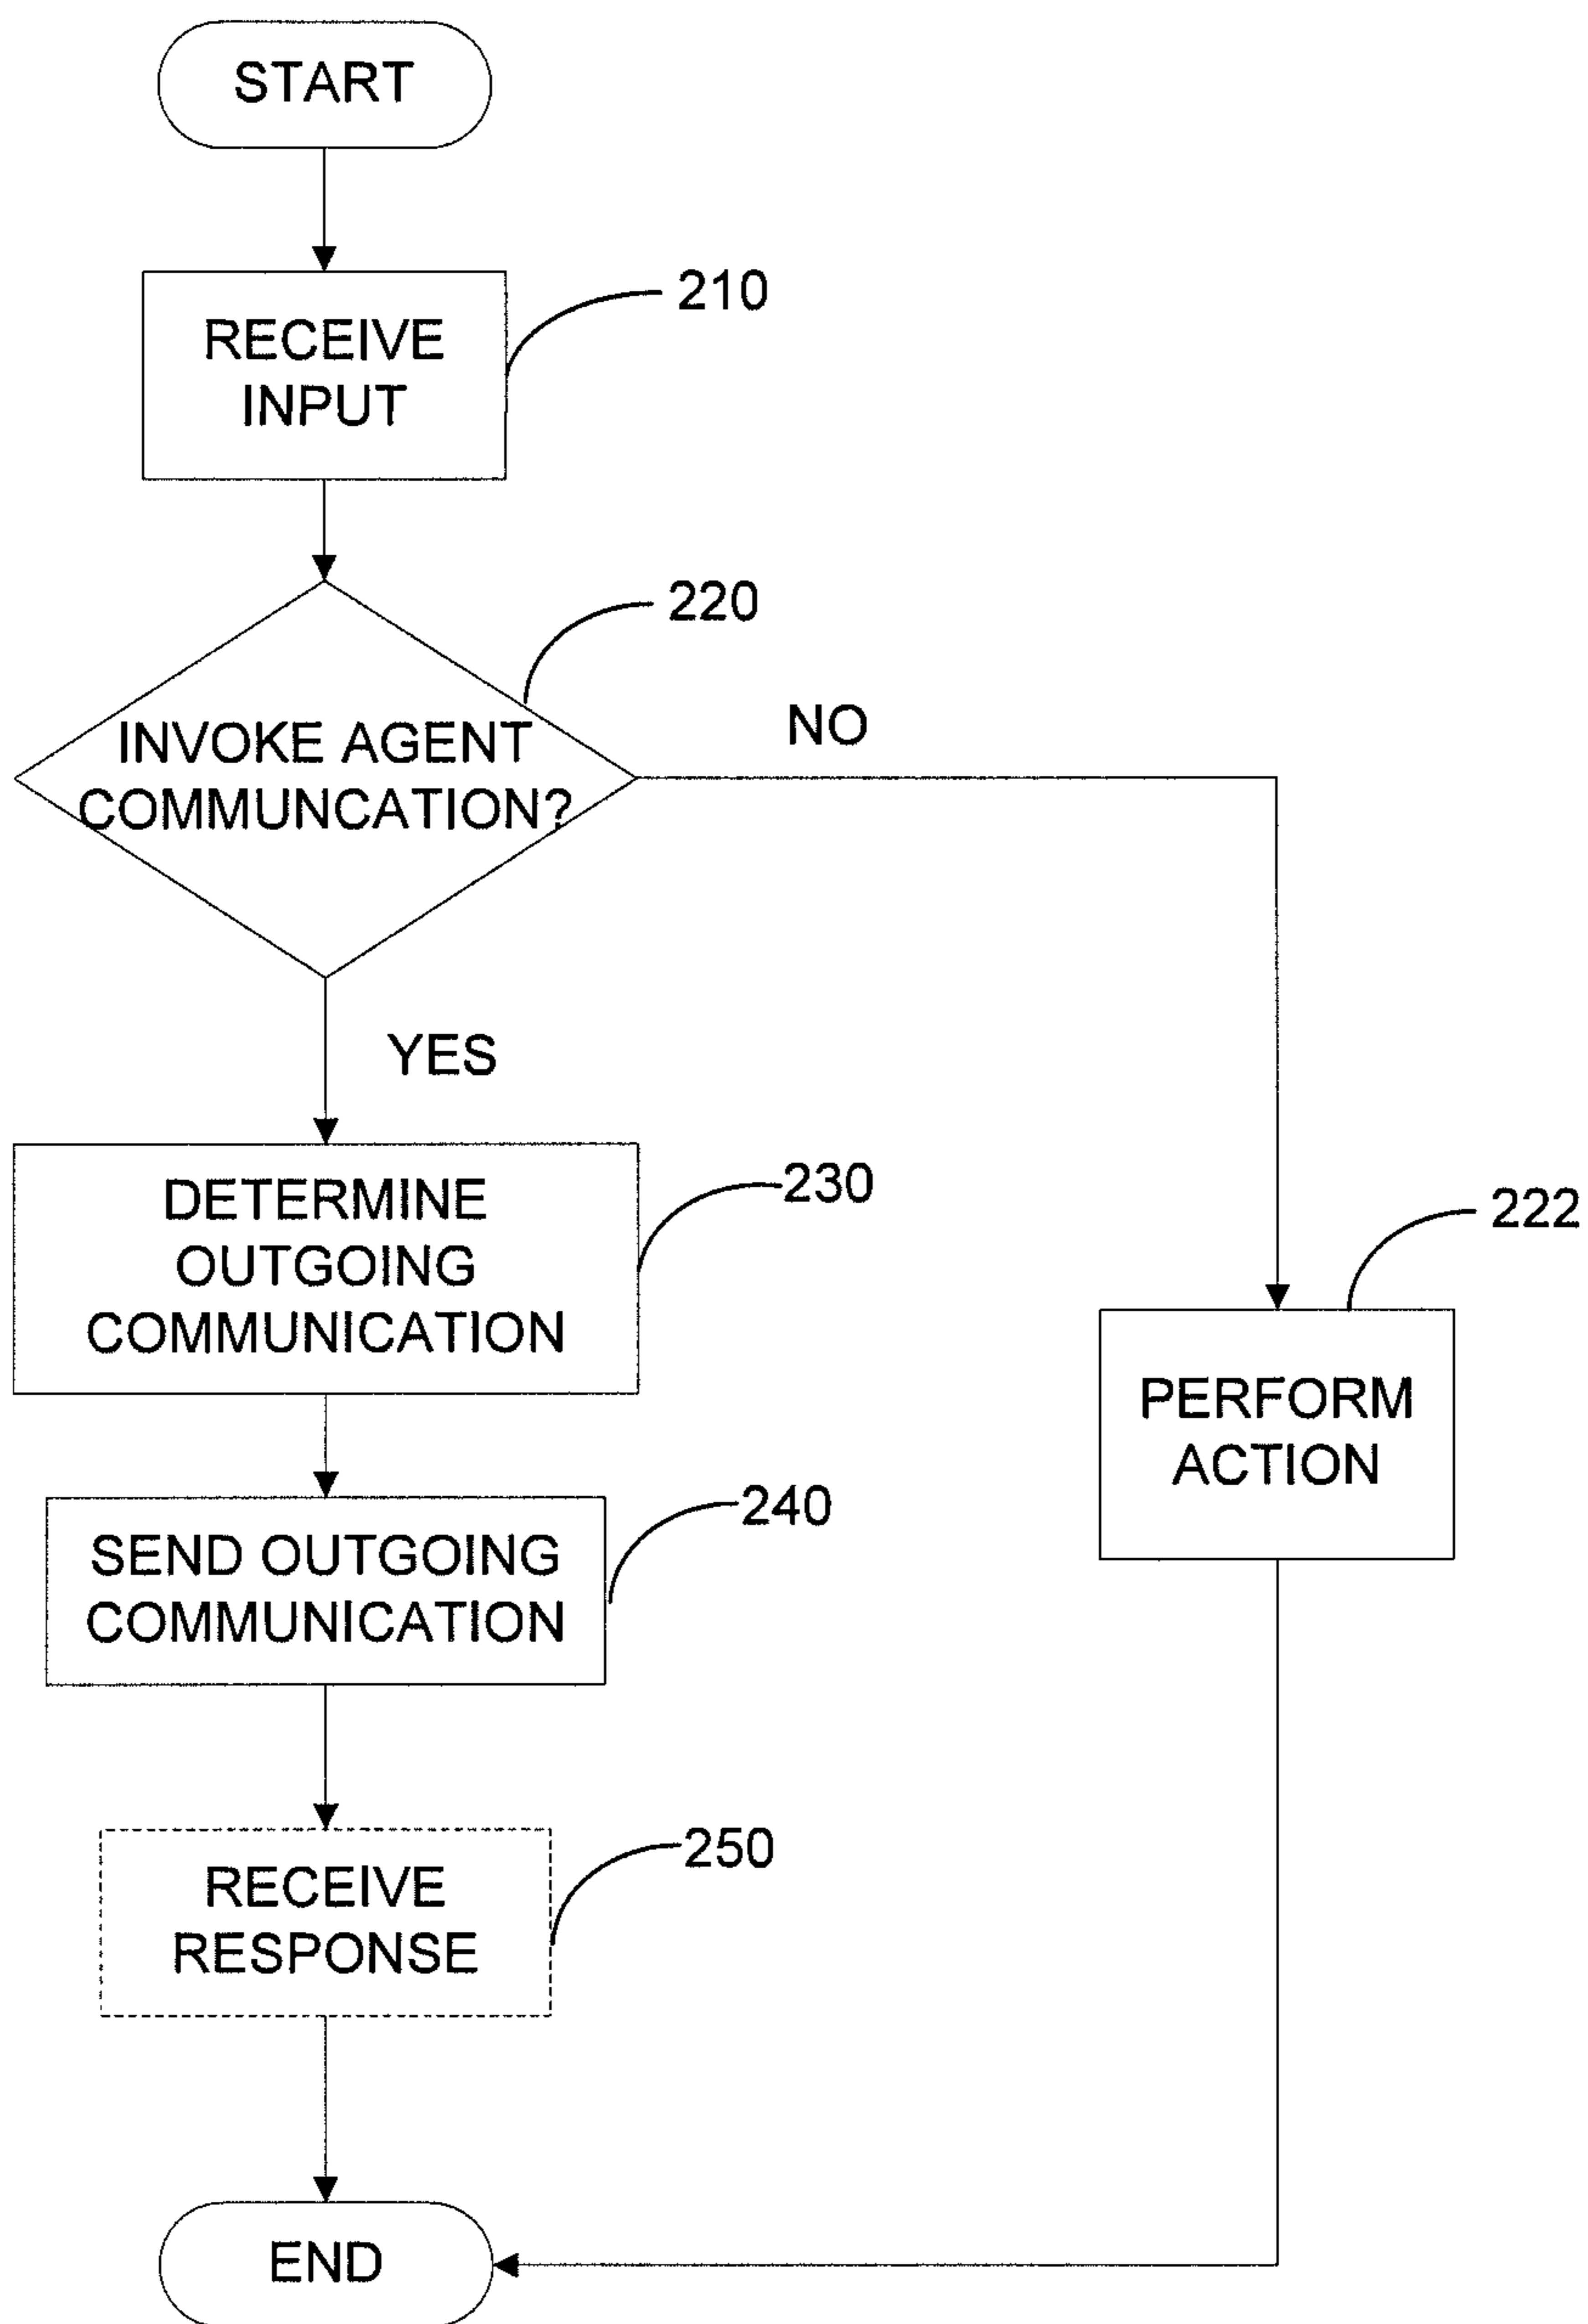 START
210
RECEIVE
INPUT
220
INVOKE AGENT
COMMUNCATION?
NO
YES
230
DETERMINE
OUTGOING
COMMUNICATION
222
PERFORM
ACTION
240
SEND OUTGOING
COMMUNICATION
250
RECEIVE
RESPONSE
END